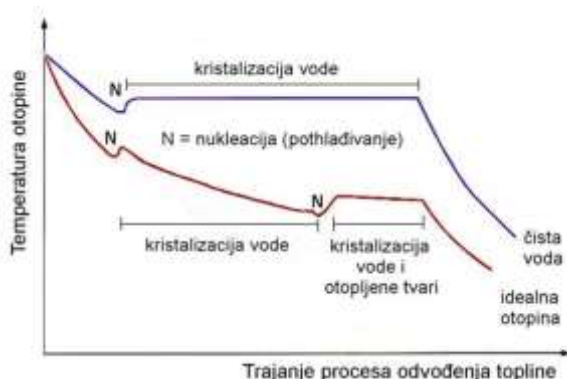 kristalizacija vode
N
N = nukleacija (pothlađivanje)
N
N
kristalizacija vode
kristalizacija
vode i
otopljene tvari
čista
voda
idealna
otopina
Temperatura otopine
Trajanje procesa odvođenja topline